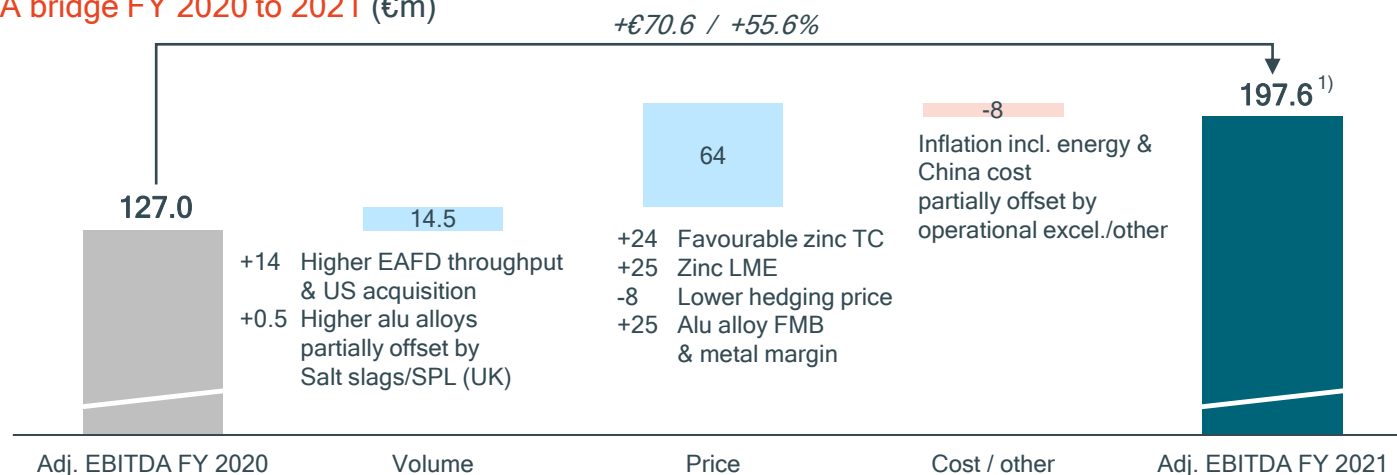 A bridge FY 2020 to 2021 (€m)
+€70.6 / +55.6%
127.0
14.5
64
-8
197.6 1)
+14 Higher EAFD throughput
& US acquisition
+0.5 Higher alu alloys
partially offset by
Salt slags/SPL (UK)
+24 Favourable zinc TC
+25 Zinc LME
-8 Lower hedging price
+25 Alu alloy FMB
& metal margin
Inflation incl. energy &
China cost
partially offset by
operational excel./other
Adj. EBITDA FY 2020
Volume
Price
Cost / other
Adj. EBITDA FY 2021